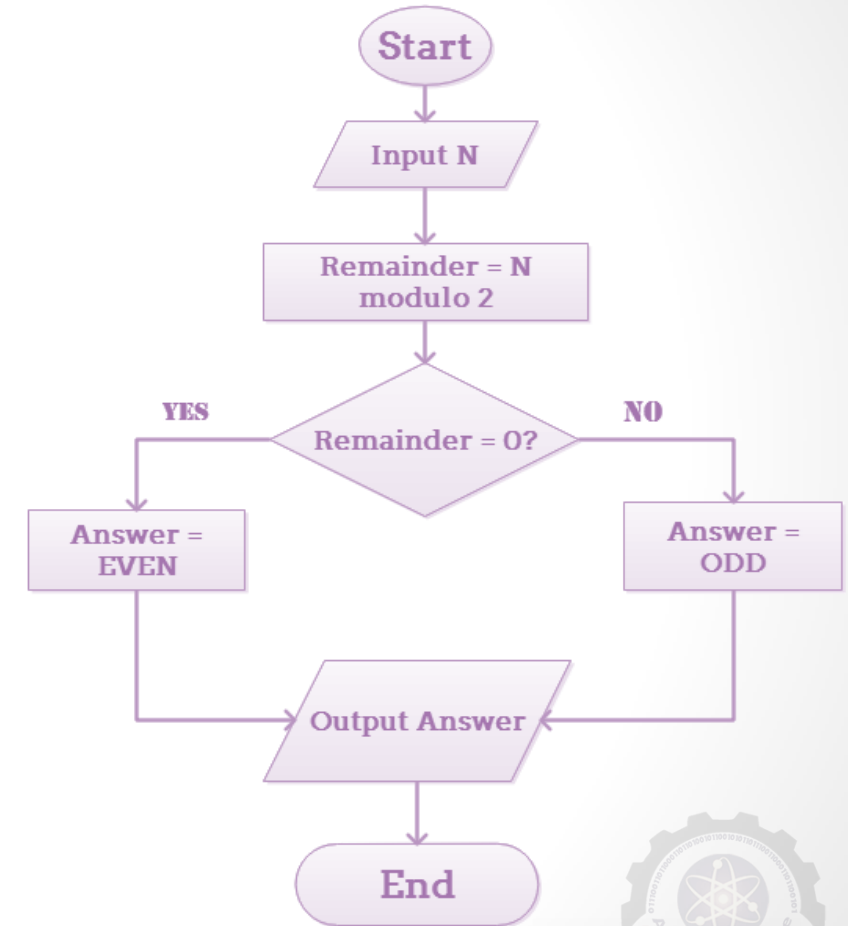 Start
Input N
Remainder = N
modulo 2
YES
NO
Remainder = 0?
Answer =
EVEN
Answer =
ODD
Output Answer
End